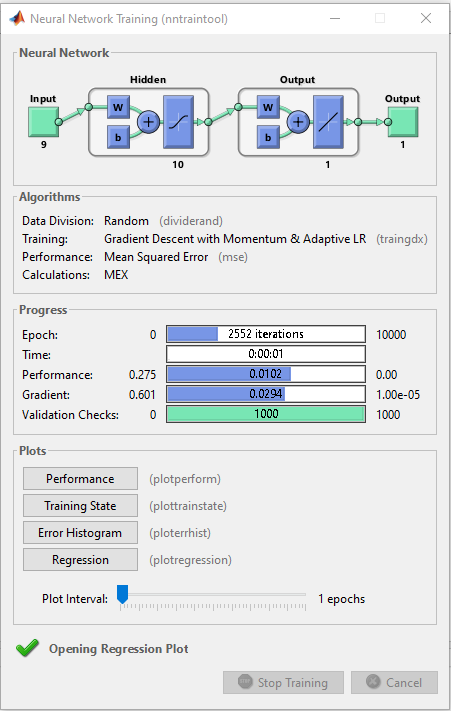 Neural Network Training (nntraintool)
Neural Network
Hidden Output
Input W b + W b + Output
9 10 1 1
Algorithms
Data Division: Random (dividerand)
Training: Gradient Descent with Momentum & Adaptive LR (traingdx)
Performance: Mean Squared Error (mse)
Calculations: MEX
Progress
Epoch: 0 2552 iterations 10000
Time: 0:00:01
Performance: 0.275 0.0102 0.00
Gradient: 0.601 0.0294 1.00e-05
Validation Checks: 0 1000 1000
Plots
Performance (plotperform)
Training State (plottrainstate)
Error Histogram (ploterrhist)
Regression (plotregression)
Plot Interval: 1 epochs
Opening Regression Plot
Stop Training Cancel